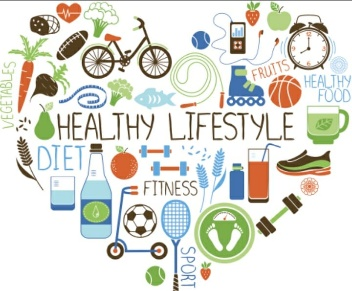 VEGETABLES
FRUITS
HEALTHY
FOOD
HEALTHY LIFESTYLE
DIET
FITNESS
SPORT